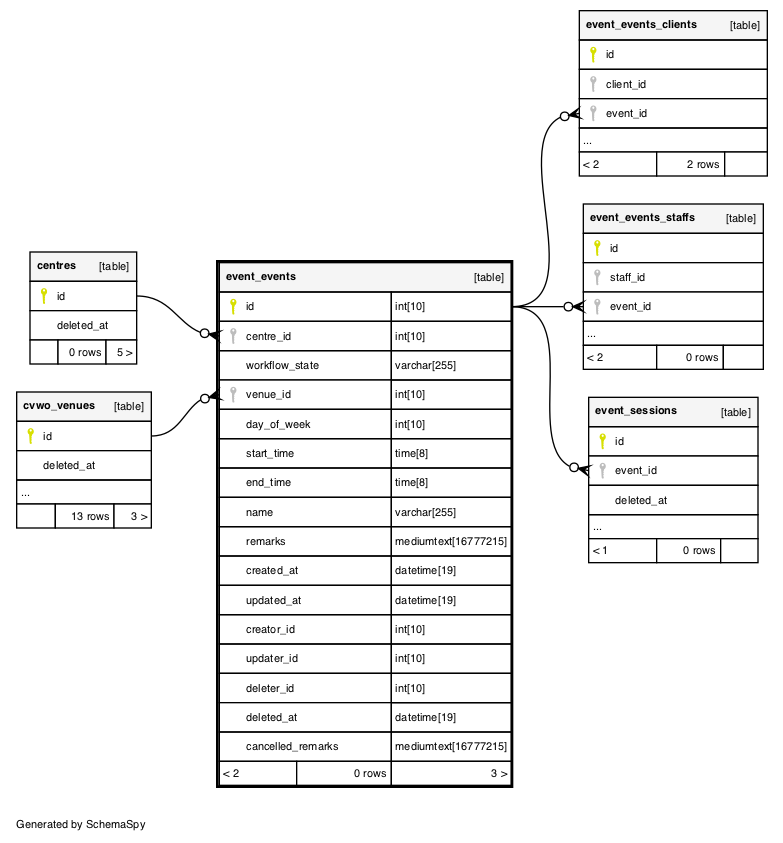 event_events_clients [table]
id
client_id
event_id
...
< 2 2 rows
event_events_staffs [table]
id
staff_id
event_id
...
< 2 0 rows
centres [table]
id
deleted_at
0 rows 5 >
event_events [table]
id int[10]
centre_id int[10]
workflow_state varchar[255]
venue_id int[10]
day_of_week int[10]
start_time time[8]
end_time time[8]
name varchar[255]
remarks mediumtext[16777215]
created_at datetime[19]
updated_at datetime[19]
creator_id int[10]
updater_id int[10]
deleter_id int[10]
deleted_at datetime[19]
cancelled_remarks mediumtext[16777215]
< 2 0 rows 3 >
cvwo_venues [table]
id
deleted_at
...
13 rows 3 >
event_sessions [table]
id
event_id
deleted_at
...
< 1 0 rows
Generated by SchemaSpy